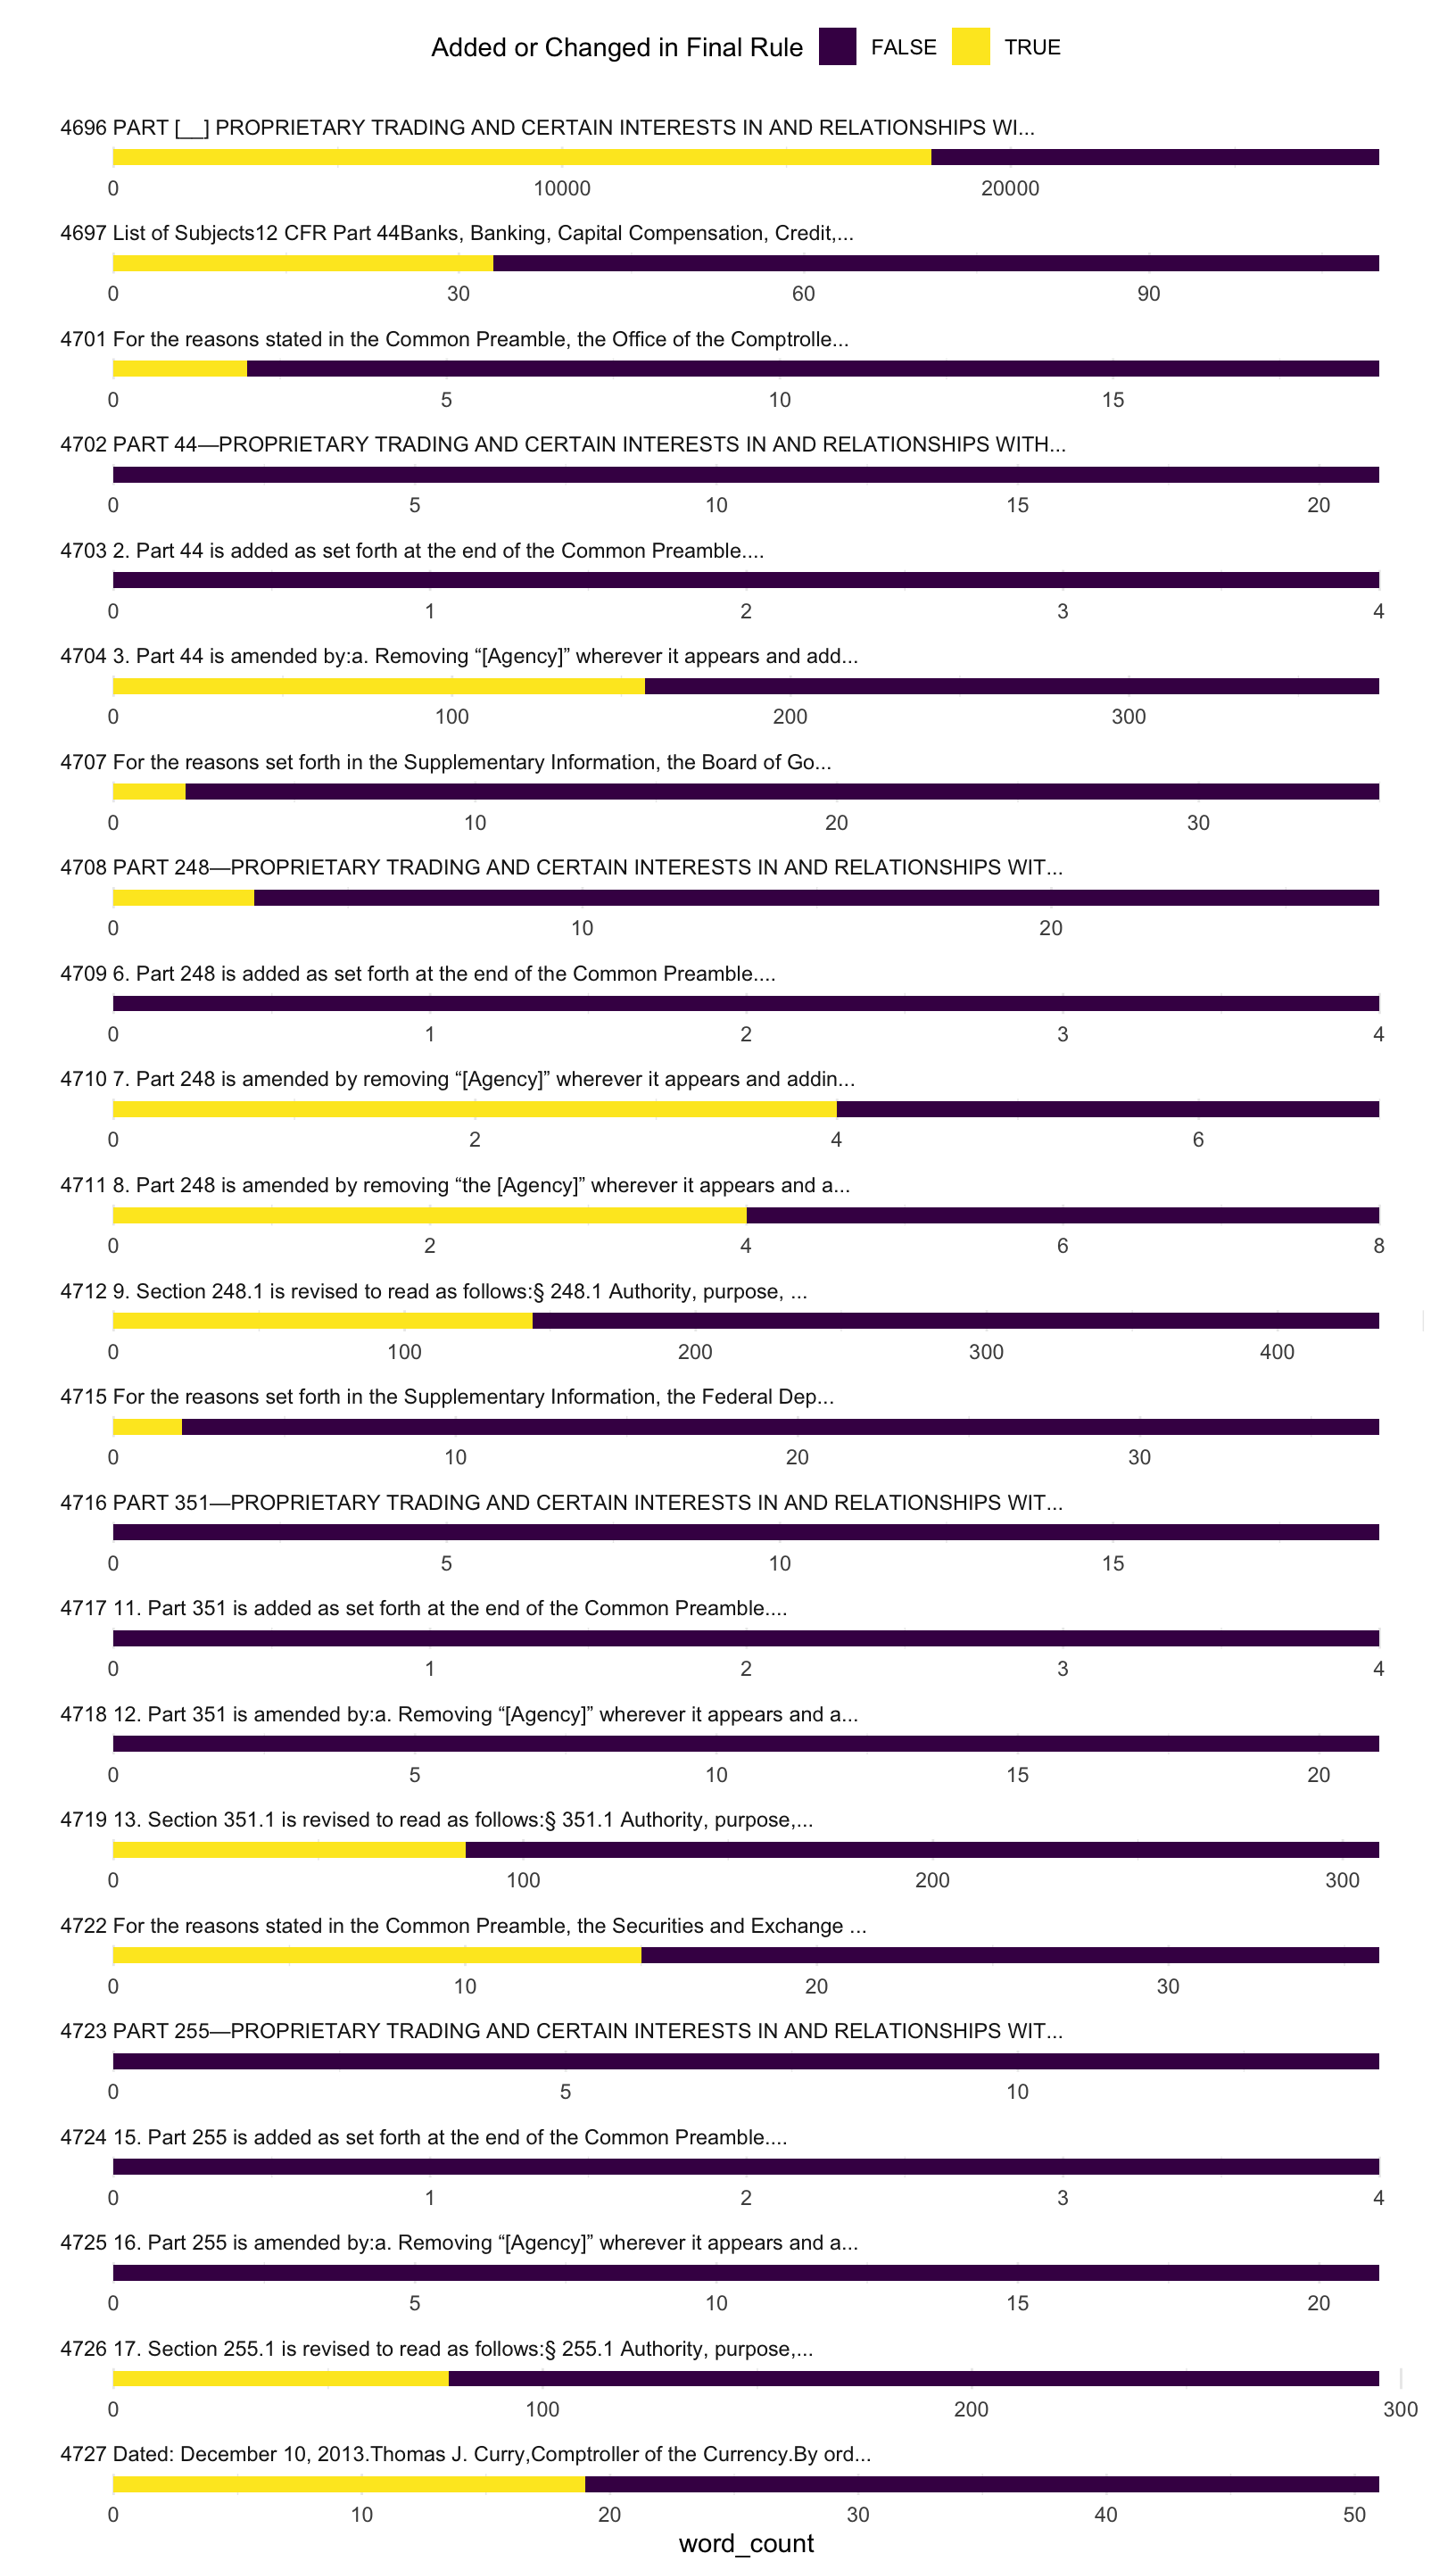 Added or Changed in Final Rule FALSE TRUE
4696 PART [__] PROPRIETARY TRADING AND CERTAIN INTERESTS IN AND RELATIONSHIPS WI...
0 10000 20000
4697 List of Subjects12 CFR Part 44Banks, Banking, Capital Compensation, Credit,...
0 30 60 90
4701 For the reasons stated in the Common Preamble, the Office of the Comptrolle...
0 5 10 15
4702 PART 44—PROPRIETARY TRADING AND CERTAIN INTERESTS IN AND RELATIONSHIPS WITH...
0 5 10 15 20
4703 2. Part 44 is added as set forth at the end of the Common Preamble....
0 1 2 3 4
4704 3. Part 44 is amended by:a. Removing “[Agency]” wherever it appears and add...
0 100 200 300
4707 For the reasons set forth in the Supplementary Information, the Board of Go...
0 10 20 30
4708 PART 248—PROPRIETARY TRADING AND CERTAIN INTERESTS IN AND RELATIONSHIPS WIT...
0 10 20
4709 6. Part 248 is added as set forth at the end of the Common Preamble....
0 1 2 3 4
4710 7. Part 248 is amended by removing “[Agency]” wherever it appears and addin...
0 2 4 6
4711 8. Part 248 is amended by removing “the [Agency]” wherever it appears and a...
0 2 4 6 8
4712 9. Section 248.1 is revised to read as follows:§ 248.1 Authority, purpose, ...
0 100 200 300 400
4715 For the reasons set forth in the Supplementary Information, the Federal Dep...
0 10 20 30
4716 PART 351—PROPRIETARY TRADING AND CERTAIN INTERESTS IN AND RELATIONSHIPS WIT...
0 5 10 15
4717 11. Part 351 is added as set forth at the end of the Common Preamble....
0 1 2 3 4
4718 12. Part 351 is amended by:a. Removing “[Agency]” wherever it appears and a...
0 5 10 15 20
4719 13. Section 351.1 is revised to read as follows:§ 351.1 Authority, purpose,...
0 100 200 300
4722 For the reasons stated in the Common Preamble, the Securities and Exchange ...
0 10 20 30
4723 PART 255—PROPRIETARY TRADING AND CERTAIN INTERESTS IN AND RELATIONSHIPS WIT...
0 5 10
4724 15. Part 255 is added as set forth at the end of the Common Preamble....
0 1 2 3 4
4725 16. Part 255 is amended by:a. Removing “[Agency]” wherever it appears and a...
0 5 10 15 20
4726 17. Section 255.1 is revised to read as follows:§ 255.1 Authority, purpose,...
0 100 200 300
4727 Dated: December 10, 2013.Thomas J. Curry,Comptroller of the Currency.By ord...
0 10 20 30 40 50
word_count